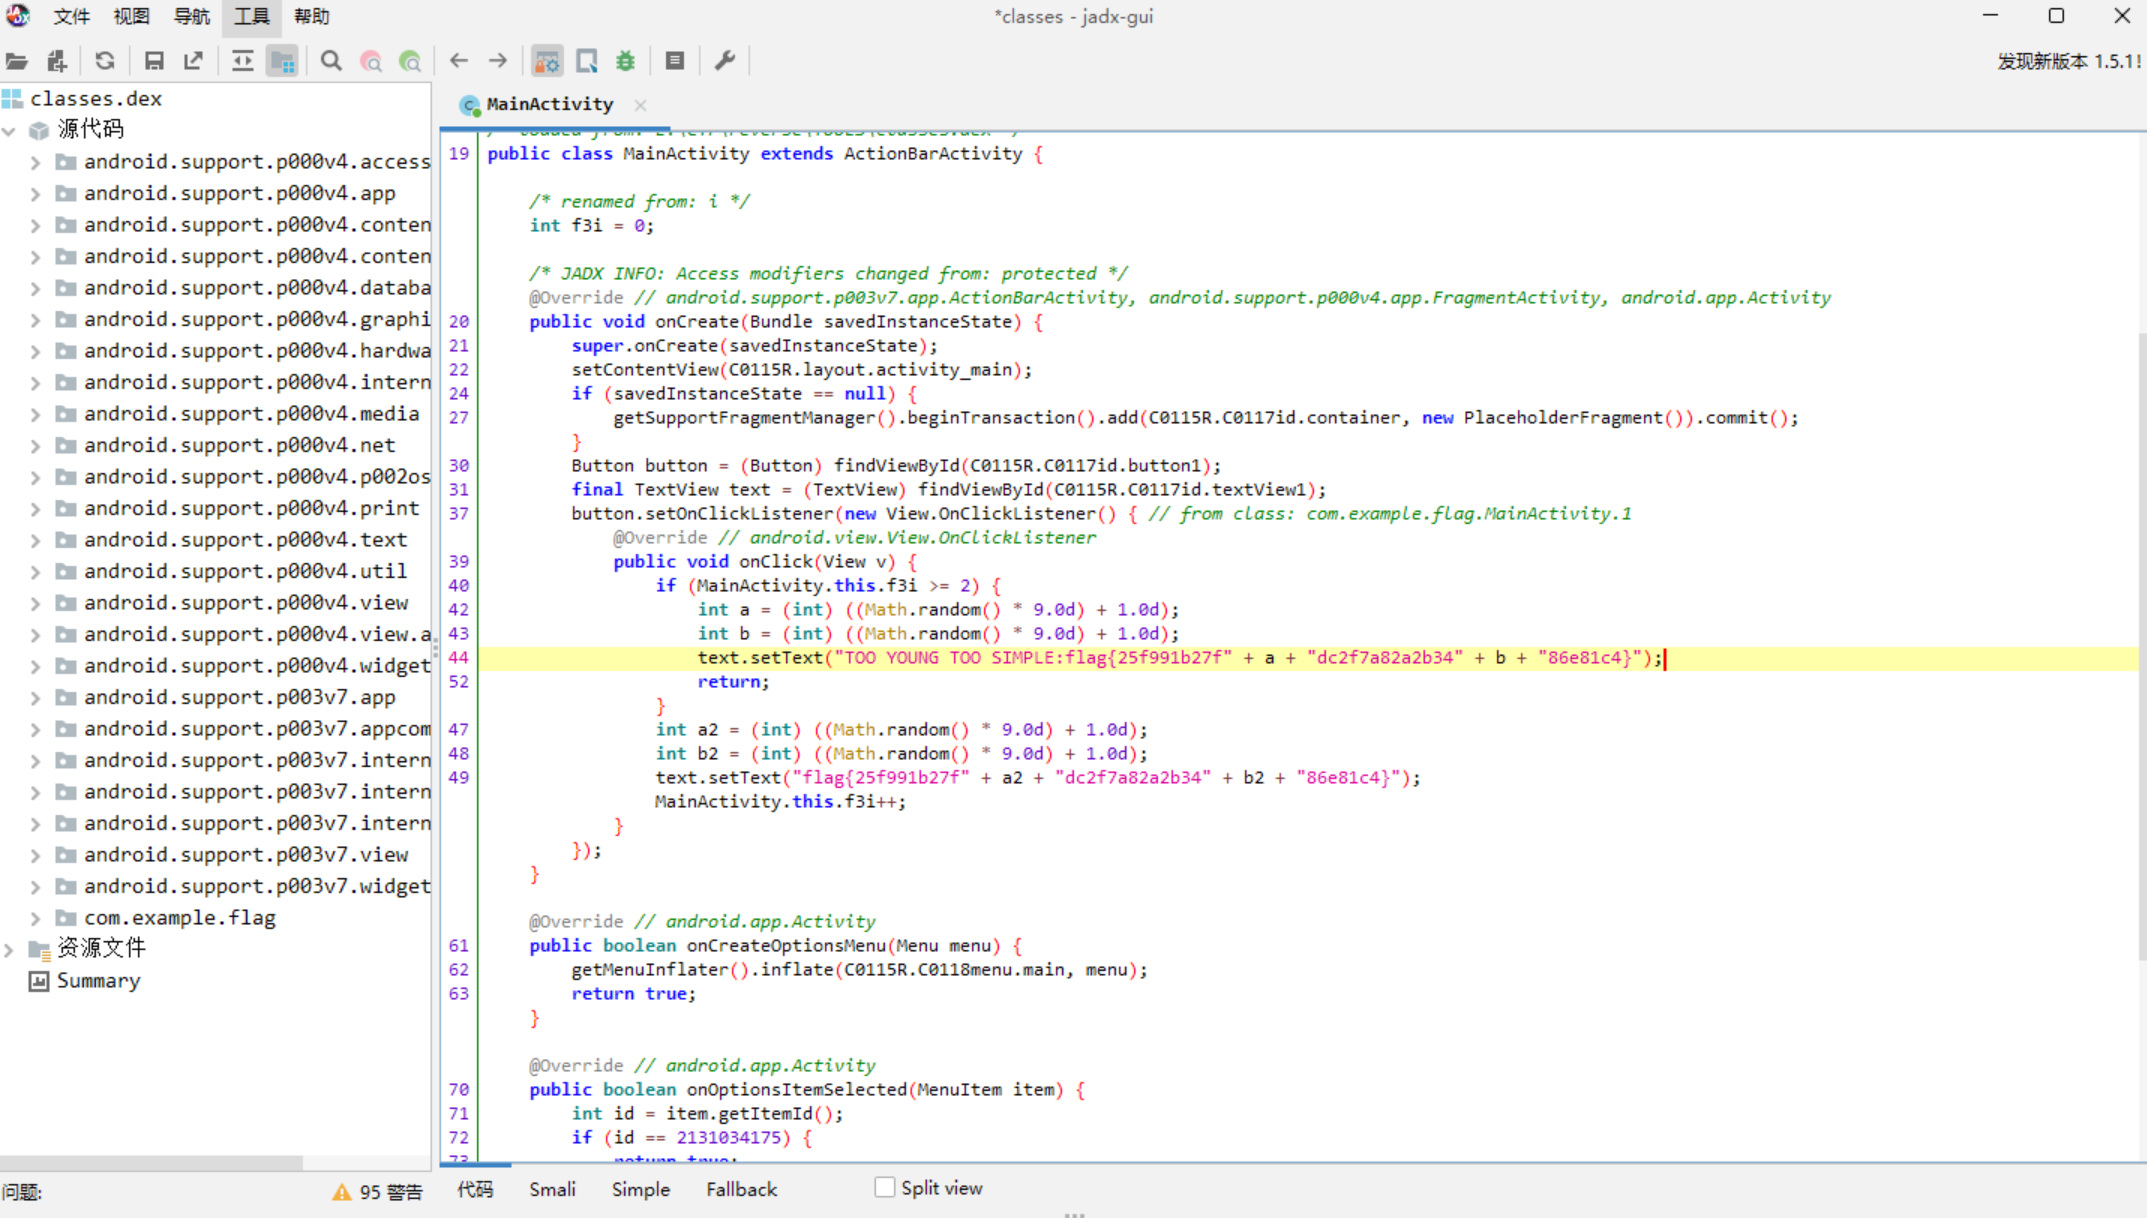 文件 视图 导航 工具 帮助
*classes - jadx-gui
发现新版本 1.5.1!
classes.dex
源代码
android.support.p000v4.access
android.support.p000v4.app
android.support.p000v4.conten
android.support.p000v4.conten
android.support.p000v4.databa
android.support.p000v4.graphi
android.support.p000v4.hardwa
android.support.p000v4.intern
android.support.p000v4.media
android.support.p000v4.net
android.support.p000v4.p002os
android.support.p000v4.print
android.support.p000v4.text
android.support.p000v4.util
android.support.p000v4.view
android.support.p000v4.view.a
android.support.p000v4.widget
android.support.p003v7.app
android.support.p003v7.appcom
android.support.p003v7.intern
android.support.p003v7.intern
android.support.p003v7.intern
android.support.p003v7.view
android.support.p003v7.widget
com.example.flag
资源文件
Summary
问题:
95 警告
MainActivity
19 public class MainActivity extends ActionBarActivity {
/* renamed from: i */
int f3i = 0;
/* JADX INFO: Access modifiers changed from: protected */
@Override // android.support.p003v7.app.ActionBarActivity, android.support.p000v4.app.FragmentActivity, android.app.Activity
20 public void onCreate(Bundle savedInstanceState) {
21 super.onCreate(savedInstanceState);
22 setContentView(C0115R.layout.activity_main);
24 if (savedInstanceState == null) {
27 getSupportFragmentManager().beginTransaction().add(C0115R.C0117id.container, new PlaceholderFragment()).commit();
}
30 Button button = (Button) findViewById(C0115R.C0117id.button1);
31 final TextView text = (TextView) findViewById(C0115R.C0117id.textView1);
37 button.setOnClickListener(new View.OnClickListener() { // from class: com.example.flag.MainActivity.1
@Override // android.view.View.OnClickListener
39 public void onClick(View v) {
40 if (MainActivity.this.f3i >= 2) {
42 int a = (int) ((Math.random() * 9.0d) + 1.0d);
43 int b = (int) ((Math.random() * 9.0d) + 1.0d);
44 text.setText("TOO YOUNG TOO SIMPLE:flag{25f991b27f" + a + "dc2f7a82a2b34" + b + "86e81c4}");
52 return;
}
47 int a2 = (int) ((Math.random() * 9.0d) + 1.0d);
48 int b2 = (int) ((Math.random() * 9.0d) + 1.0d);
49 text.setText("flag{25f991b27f" + a2 + "dc2f7a82a2b34" + b2 + "86e81c4}");
MainActivity.this.f3i++;
}
});
}
@Override // android.app.Activity
61 public boolean onCreateOptionsMenu(Menu menu) {
62 getMenuInflater().inflate(C0115R.C0118menu.main, menu);
63 return true;
}
@Override // android.app.Activity
70 public boolean onOptionsItemSelected(MenuItem item) {
71 int id = item.getItemId();
72 if (id == 2131034175) {
73 return true;
代码 Smali Simple Fallback Split view